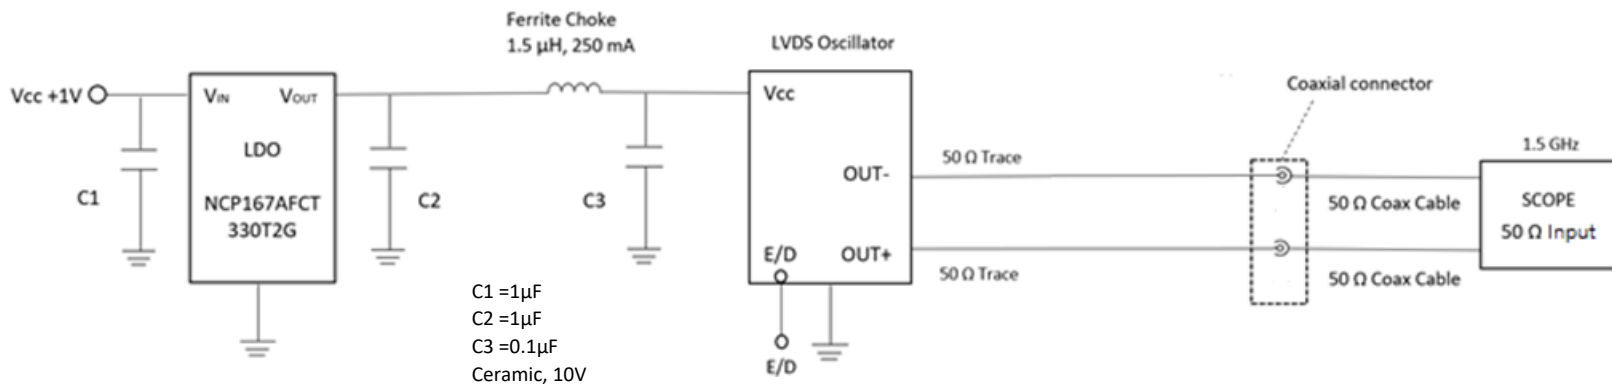 Ferrite Choke
1.5 µH, 250 mA
LVDS Oscillator
Coaxial connector
Vcc +1V
VIN
VOUT
Vcc
1.5 GHz
LDO
50 Ω Trace
OUT-
C1
NCP167AFCT
330T2G
C2
C3
50 Ω Coax Cable
SCOPE
50 Ω Input
E/D
OUT+
50 Ω Trace
50 Ω Coax Cable
C1 =1µF
C2 =1µF
C3 =0.1µF
Ceramic, 10V
E/D